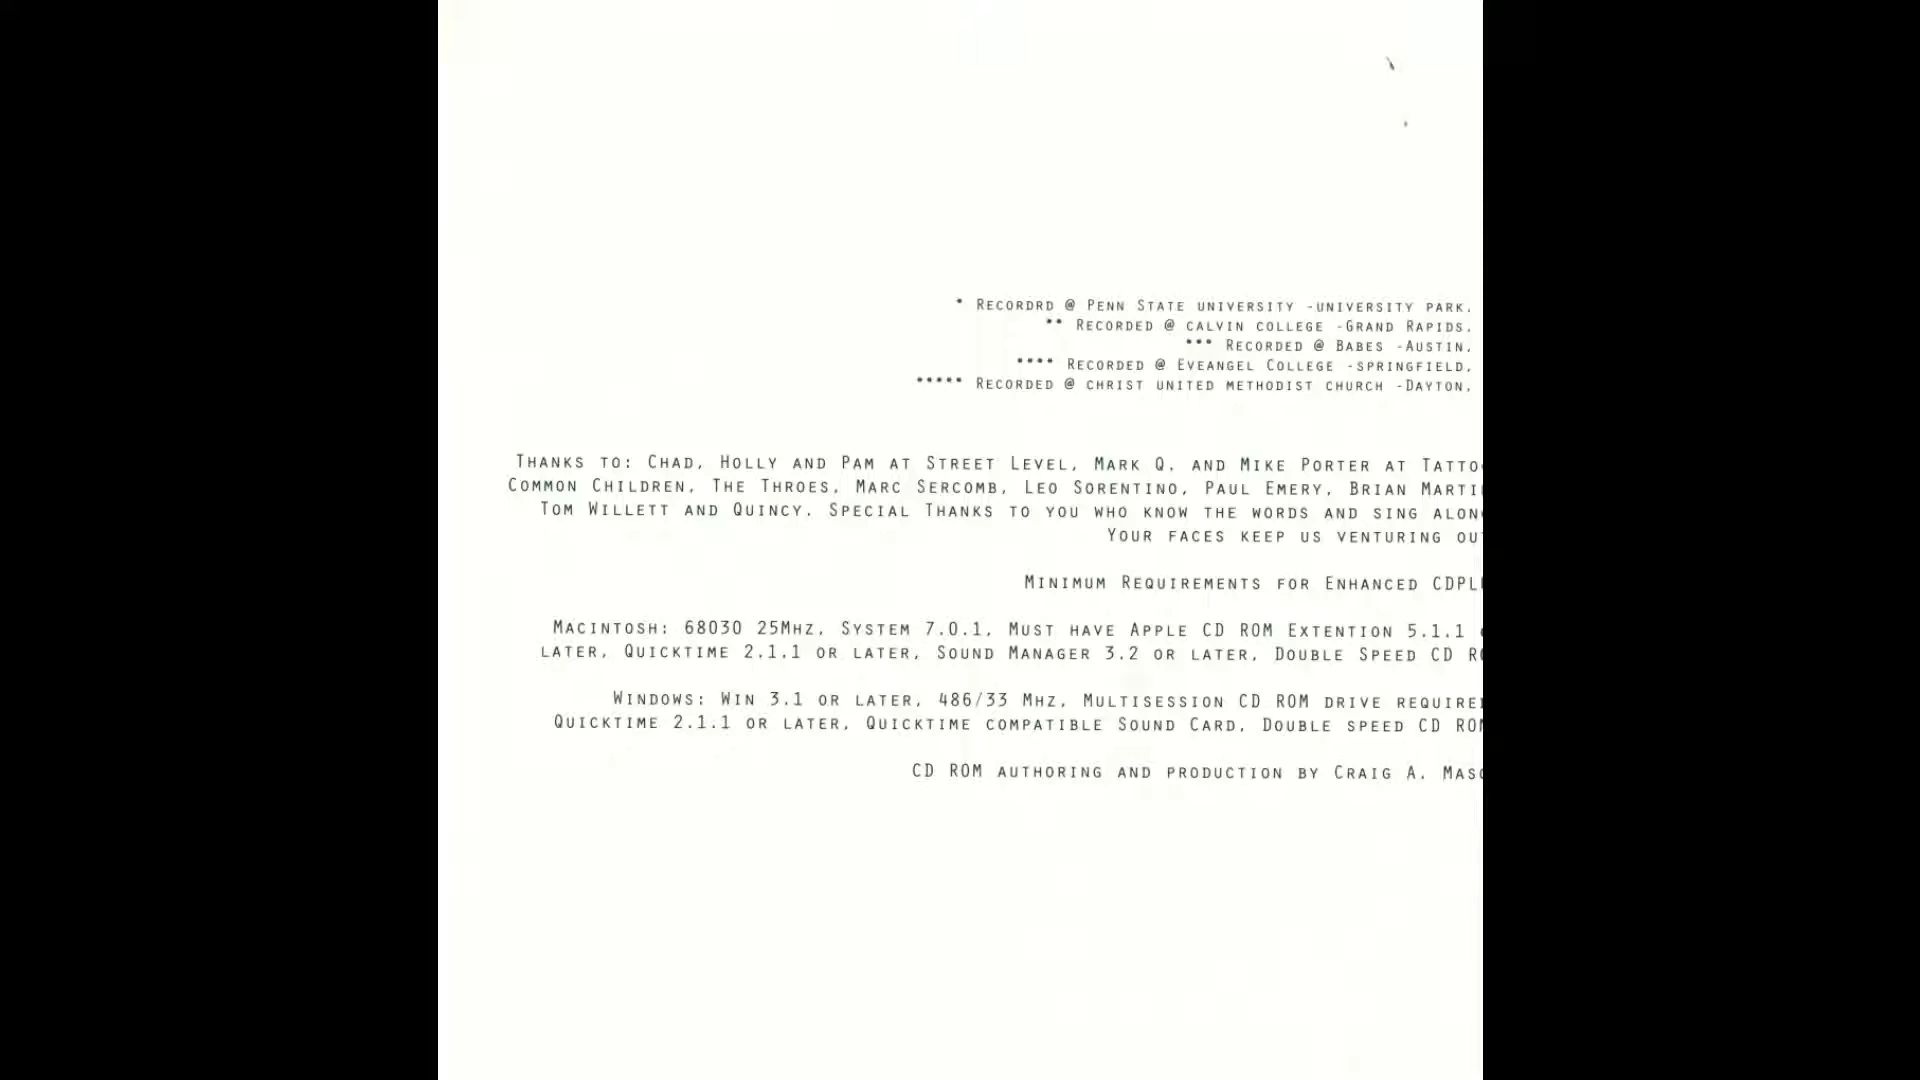 * Recordrd @ Penn State university -university park.
** Recorded @ calvin college -Grand Rapids.
*** Recorded @ Babes -Austin.
**** Recorded @ Eveangel College -springfield.
***** Recorded @ christ united methodist church -Dayton.
Thanks to: Chad, Holly and Pam at Street Level, Mark Q. and Mike Porter at
Common Children, The Throes, Marc Sercomb, Leo Sorentino, Paul Emery, Brian
Tom Willett and Quincy. Special Thanks to you who know the words and sing
Your faces keep us venturing
Minimum Requirements for Enhanced
Macintosh: 68030 25Mhz, System 7.0.1, Must have Apple CD ROM Extention 5.1.1
later, Quicktime 2.1.1 or later, Sound Manager 3.2 or later, Double Speed CD
Windows: Win 3.1 or later, 486/33 Mhz, Multisession CD ROM drive
Quicktime 2.1.1 or later, Quicktime compatible Sound Card, Double speed CD
CD ROM authoring and production by Craig A.